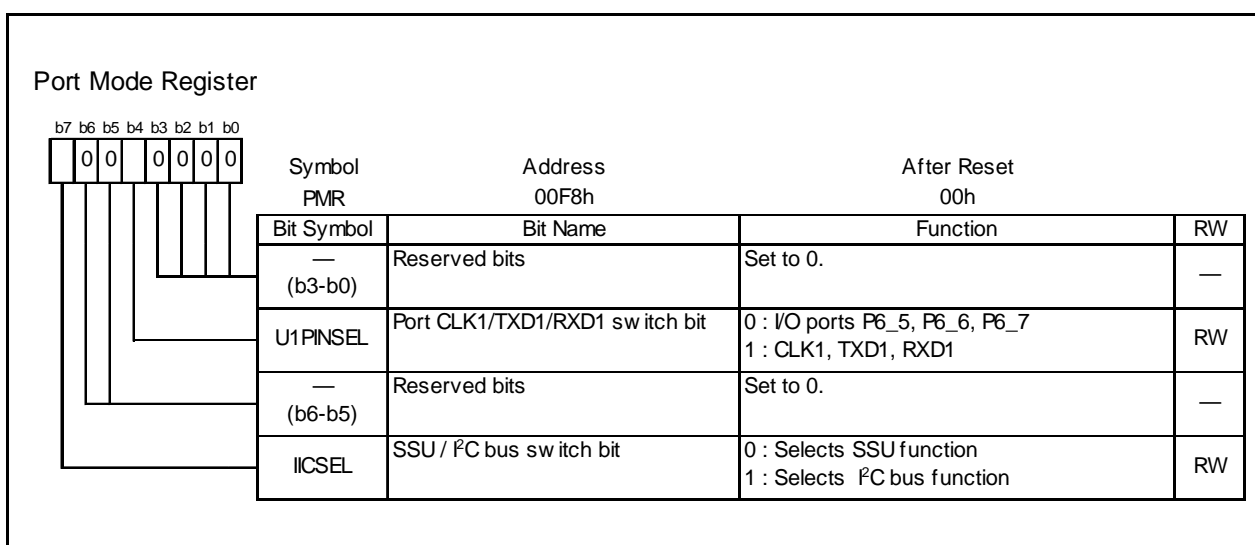 Port Mode Register
b7 b6 b5 b4 b3 b2 b1 b0
0 0 0 0 0 0
Symbol Address After Reset
PMR 00F8h 00h
Bit Symbol Bit Name Function RW
— Reserved bits Set to 0. —
(b3-b0)
U1PINSEL Port CLK1/TXD1/RXD1 switch bit 0 : I/O ports P6_5, P6_6, P6_7 RW
1 : CLK1, TXD1, RXD1
— Reserved bits Set to 0. —
(b6-b5)
IICSEL SSU / I²C bus switch bit 0 : Selects SSU function RW
1 : Selects I²C bus function